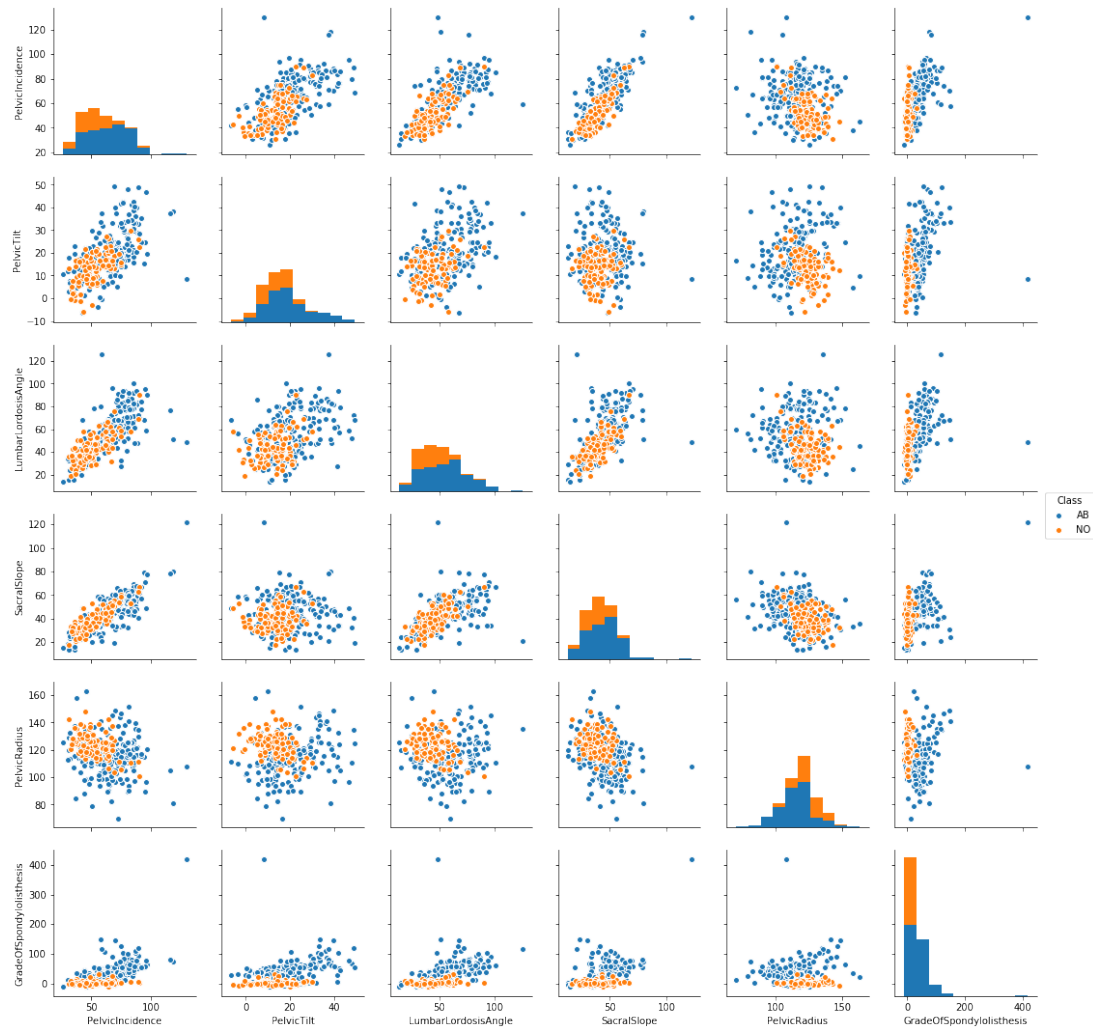 PelvicIncidence
120
100
80
60
40
20
PelvicTilt
50
40
30
20
10
0
−10
LumbarLordosisAngle
120
100
80
60
40
20
Class
AB
NO
SacralSlope
120
100
80
60
40
20
PelvicRadius
160
140
120
100
80
GradeOfSpondylolisthesis
400
300
200
100
0
50 100
0 20 40
0 50 100
50 100
100 150
0 200 400
PelvicIncidence PelvicTilt LumbarLordosisAngle SacralSlope PelvicRadius GradeOfSpondylolisthesis